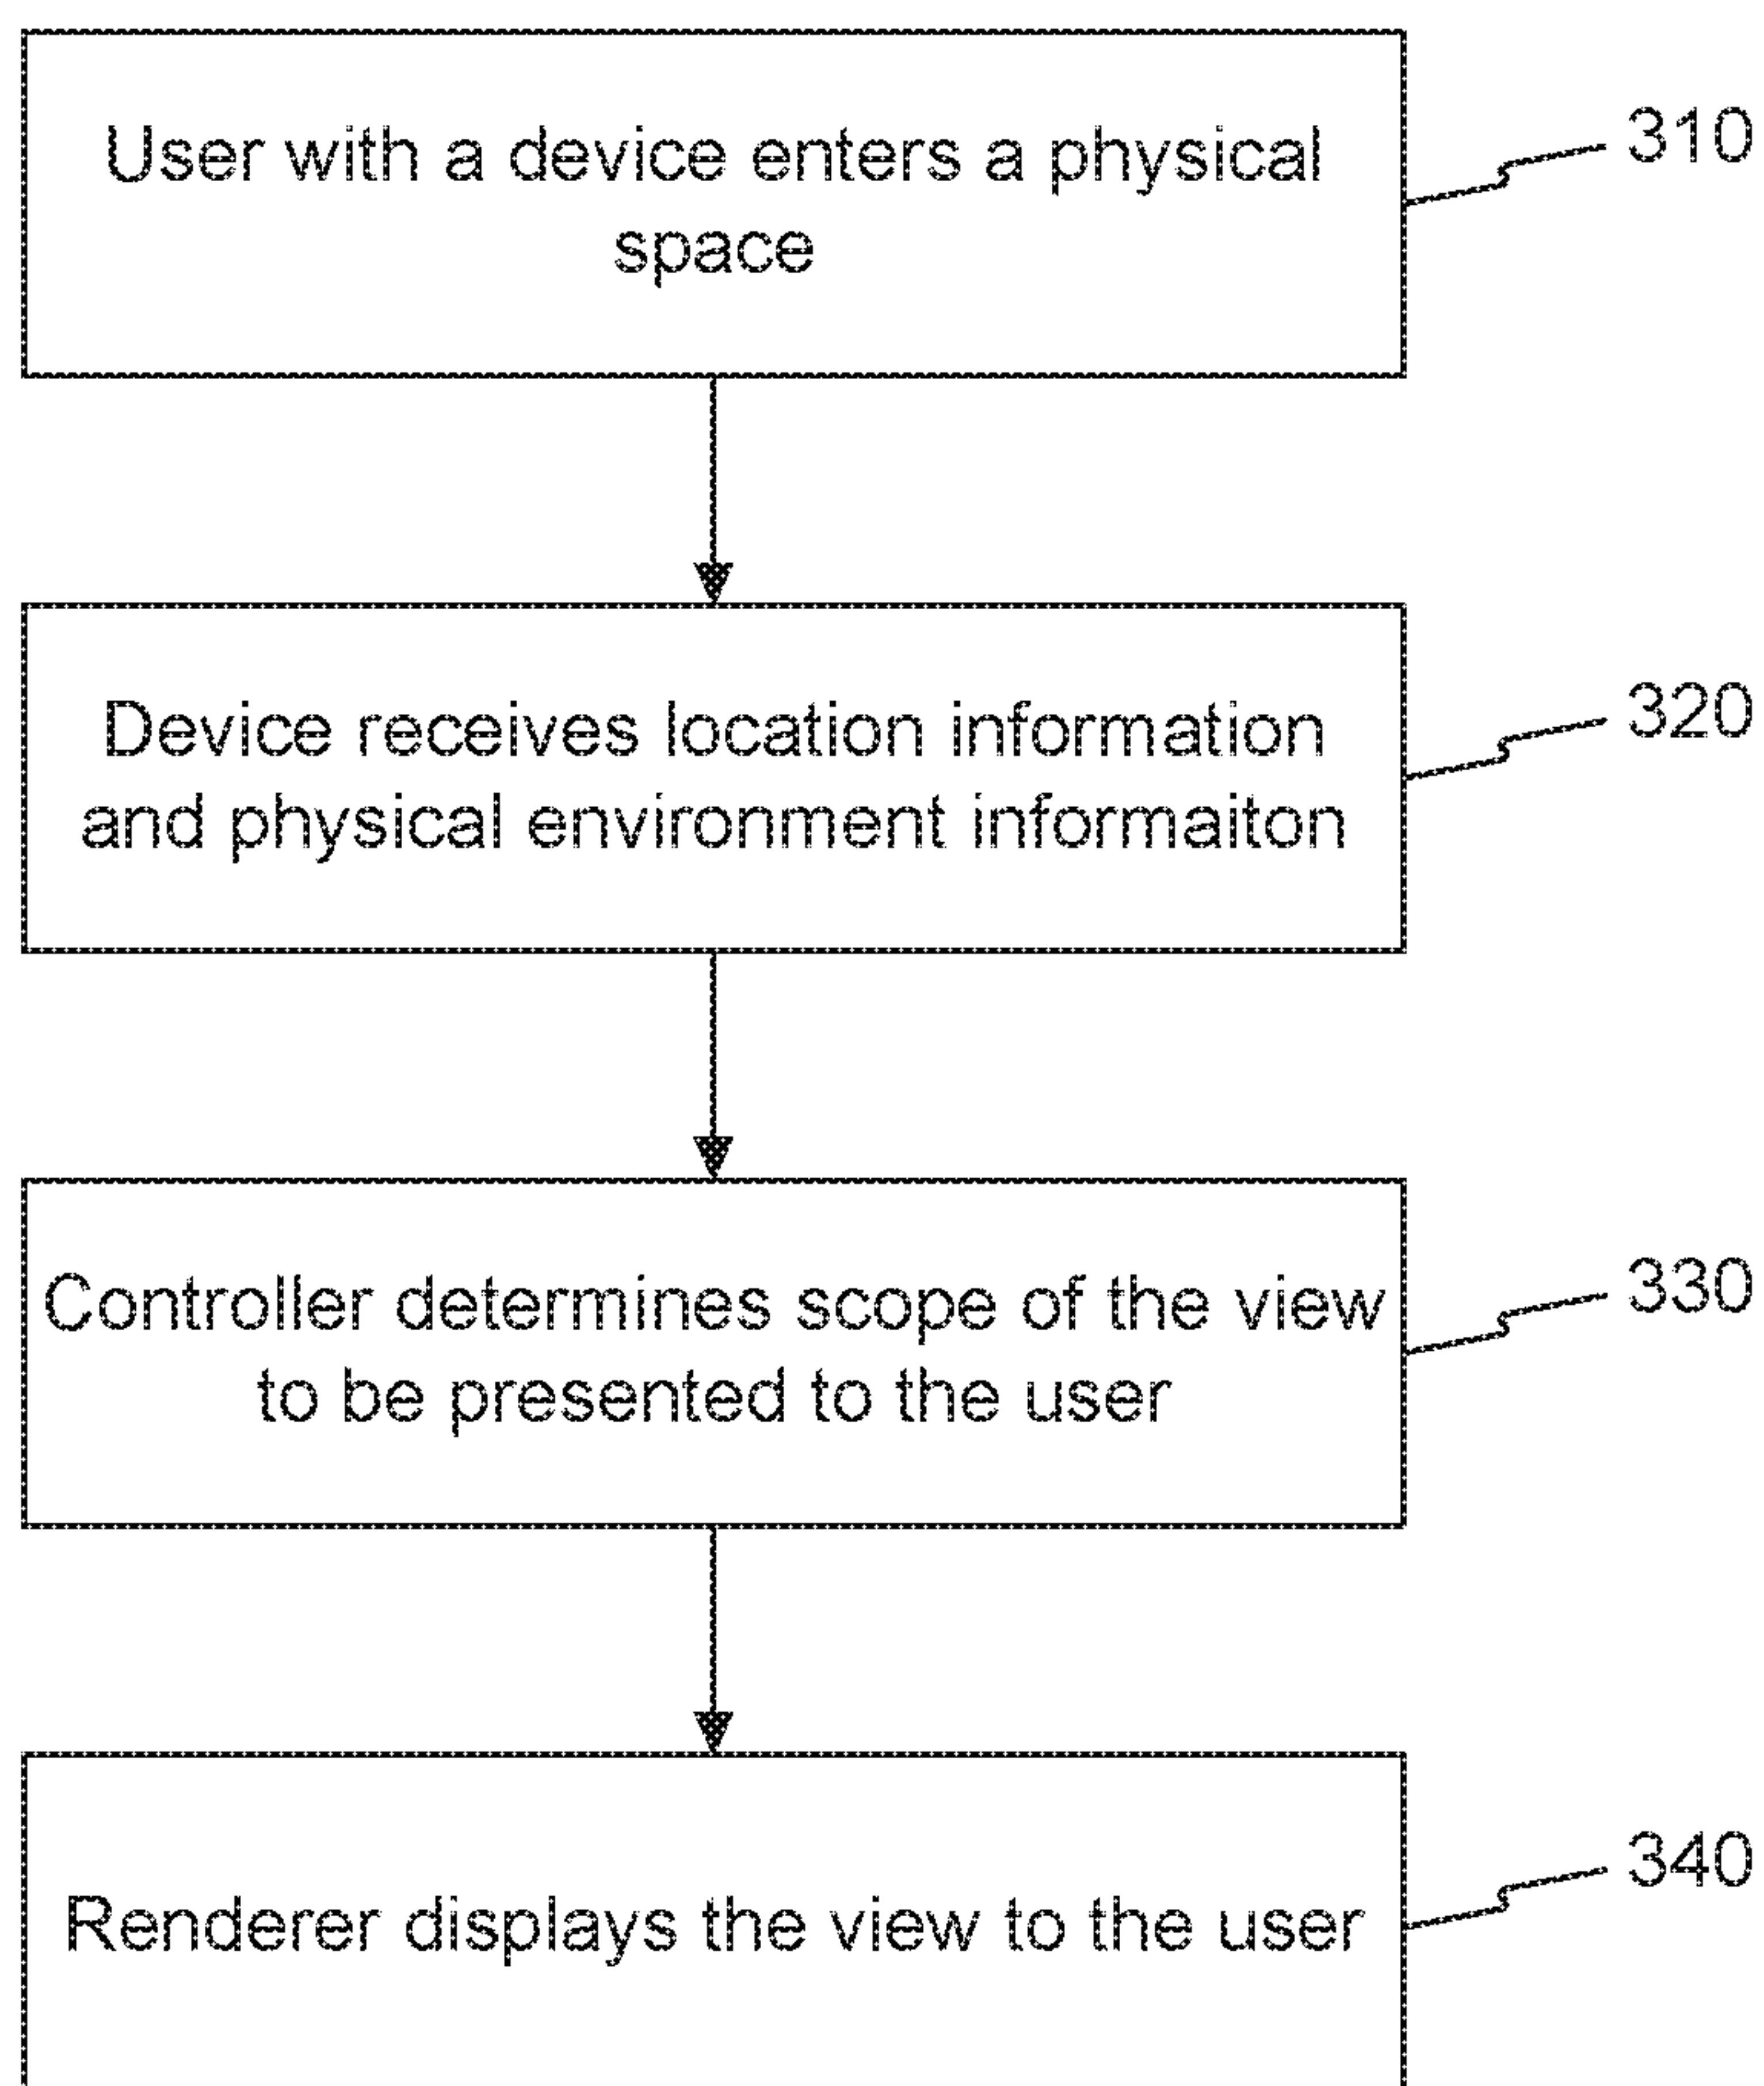 User with a device enters a physical
space
310
Device receives location information
and physical environment informaiton
320
Controller determines scope of the view
to be presented to the user
330
Renderer displays the view to the user
340